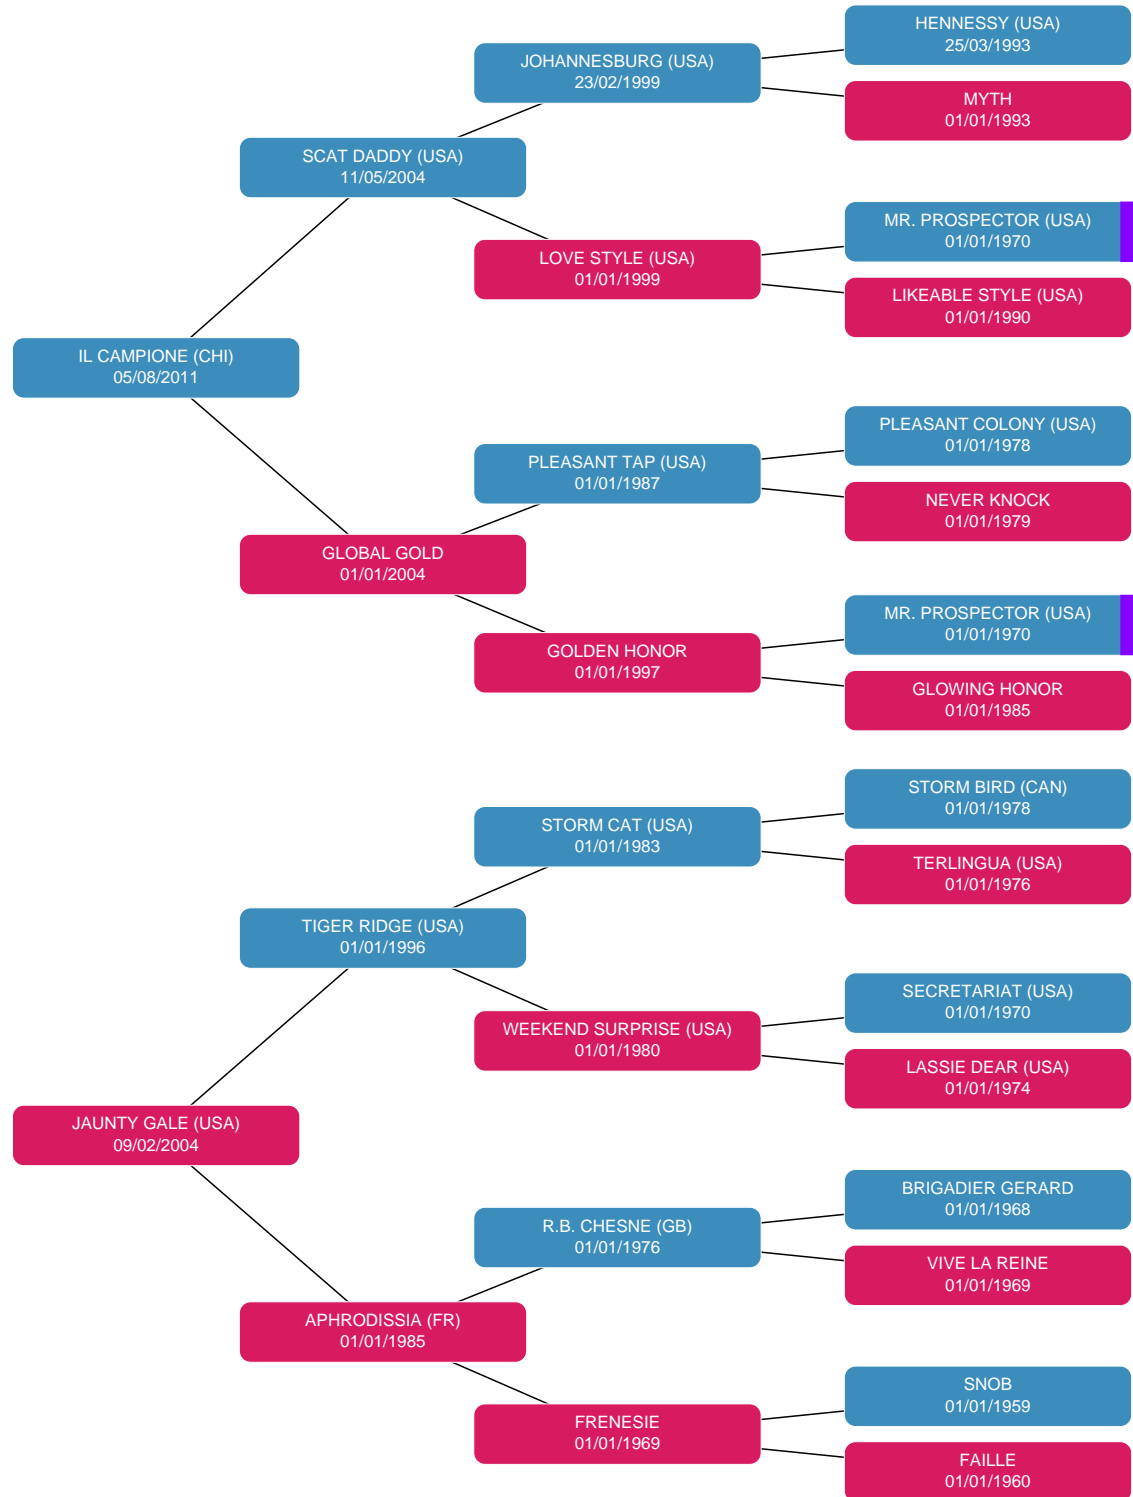 HENNESSY (USA)
25/03/1993
JOHANNESBURG (USA)
23/02/1999
MYTH
01/01/1993
SCAT DADDY (USA)
11/05/2004
MR. PROSPECTOR (USA)
01/01/1970
LOVE STYLE (USA)
01/01/1999
LIKEABLE STYLE (USA)
01/01/1990
IL CAMPIONE (CHI)
05/08/2011
PLEASANT COLONY (USA)
01/01/1978
PLEASANT TAP (USA)
01/01/1987
NEVER KNOCK
01/01/1979
GLOBAL GOLD
01/01/2004
MR. PROSPECTOR (USA)
01/01/1970
GOLDEN HONOR
01/01/1997
GLOWING HONOR
01/01/1985
STORM BIRD (CAN)
01/01/1978
STORM CAT (USA)
01/01/1983
TERLINGUA (USA)
01/01/1976
TIGER RIDGE (USA)
01/01/1996
SECRETARIAT (USA)
01/01/1970
WEEKEND SURPRISE (USA)
01/01/1980
LASSIE DEAR (USA)
01/01/1974
JAUNTY GALE (USA)
09/02/2004
BRIGADIER GERARD
01/01/1968
R.B. CHESNE (GB)
01/01/1976
VIVE LA REINE
01/01/1969
APHRODISSIA (FR)
01/01/1985
SNOB
01/01/1959
FRENESIE
01/01/1969
FAILLE
01/01/1960